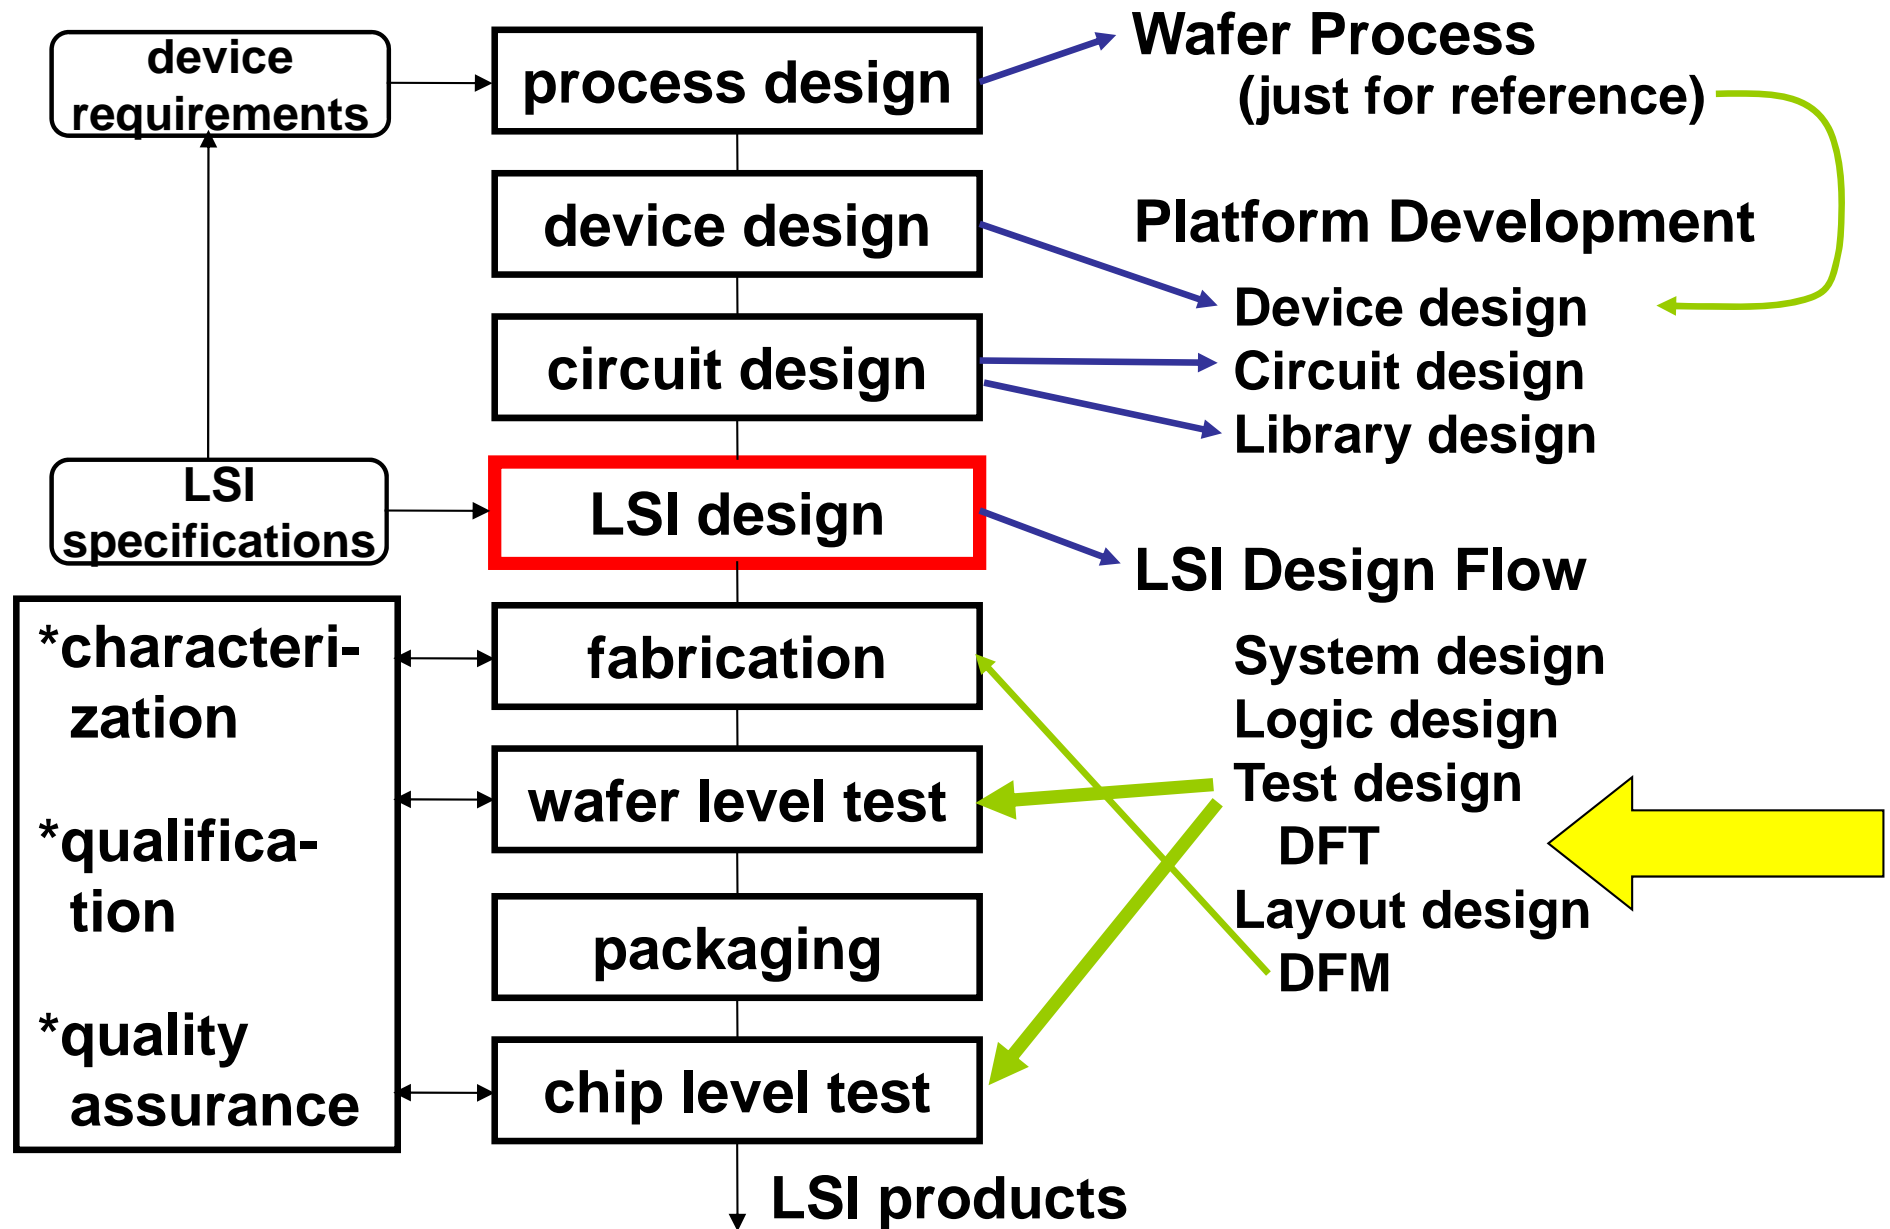 device
requirements
process design
Wafer Process
(just for reference)
device design
Platform Development
Device design
circuit design
Circuit design
Library design
LSI
specifications
LSI design
LSI Design Flow
*characteri-
zation
*qualifica-
tion
*quality
assurance
fabrication
wafer level test
packaging
chip level test
System design
Logic design
Test design
DFT
Layout design
DFM
LSI products